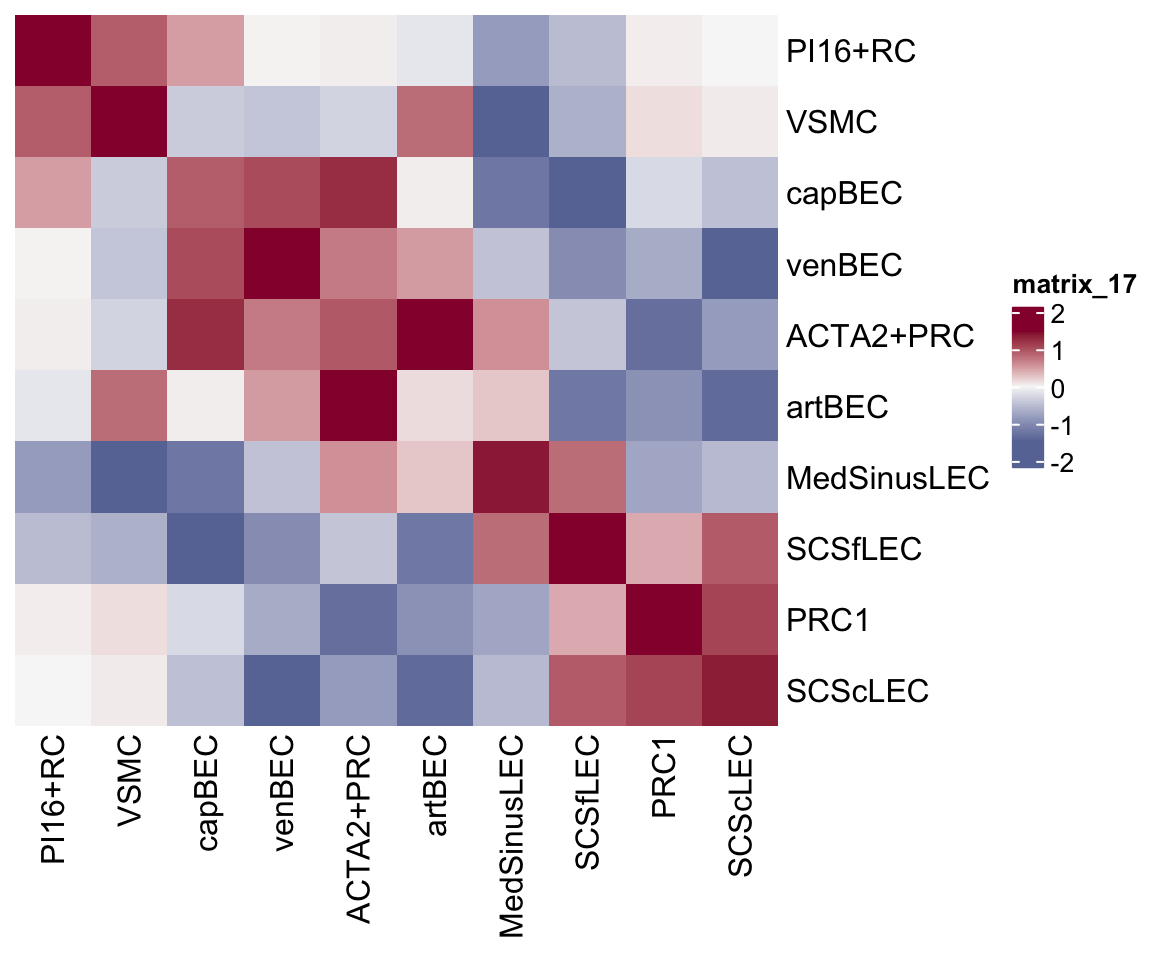 PI16+RC
VSMC
capBEC
venBEC
ACTA2+PRC
artBEC
MedSinusLEC
SCSfLEC
PRC1
SCScLEC
matrix_17
2
1
0
-1
-2
PI16+RC
VSMC
capBEC
venBEC
ACTA2+PRC
artBEC
MedSinusLEC
SCSfLEC
PRC1
SCScLEC